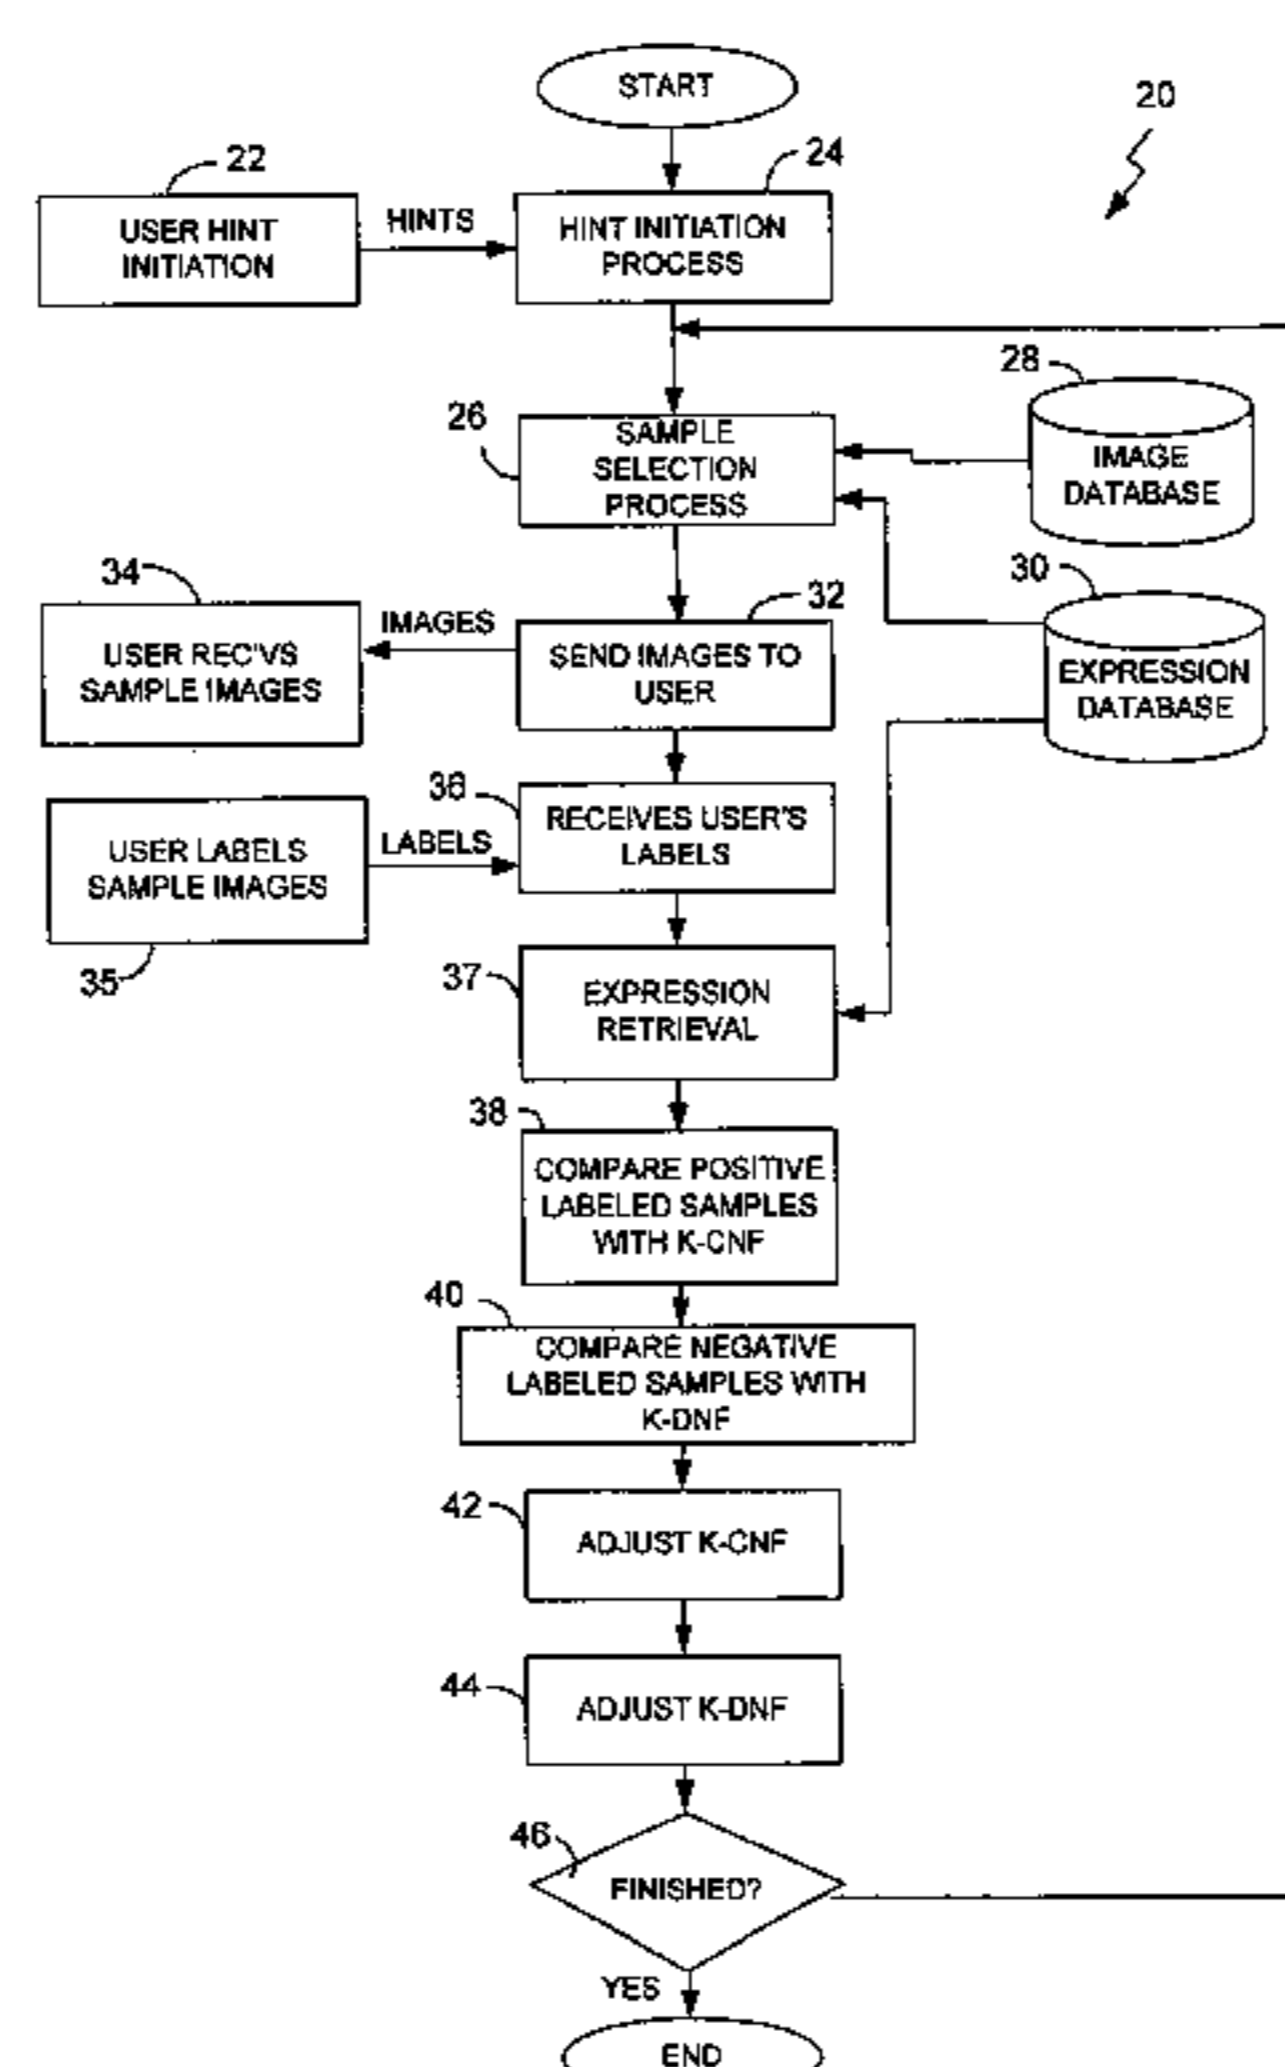 START
20
22
24
USER HINT
INITIATION
HINTS
HINT INITIATION
PROCESS
28
26
SAMPLE
SELECTION
PROCESS
IMAGE
DATABASE
34
32
30
USER REC'VS
SAMPLE IMAGES
IMAGES
SEND IMAGES TO
USER
EXPRESSION
DATABASE
36
USER LABELS
SAMPLE IMAGES
LABELS
RECEIVES USER'S
LABELS
35
37
EXPRESSION
RETRIEVAL
38
COMPARE POSITIVE
LABELED SAMPLES
WITH K-CNF
40
COMPARE NEGATIVE
LABELED SAMPLES WITH
K-DNF
42
ADJUST K-CNF
44
ADJUST K-DNF
46
FINISHED?
YES
END